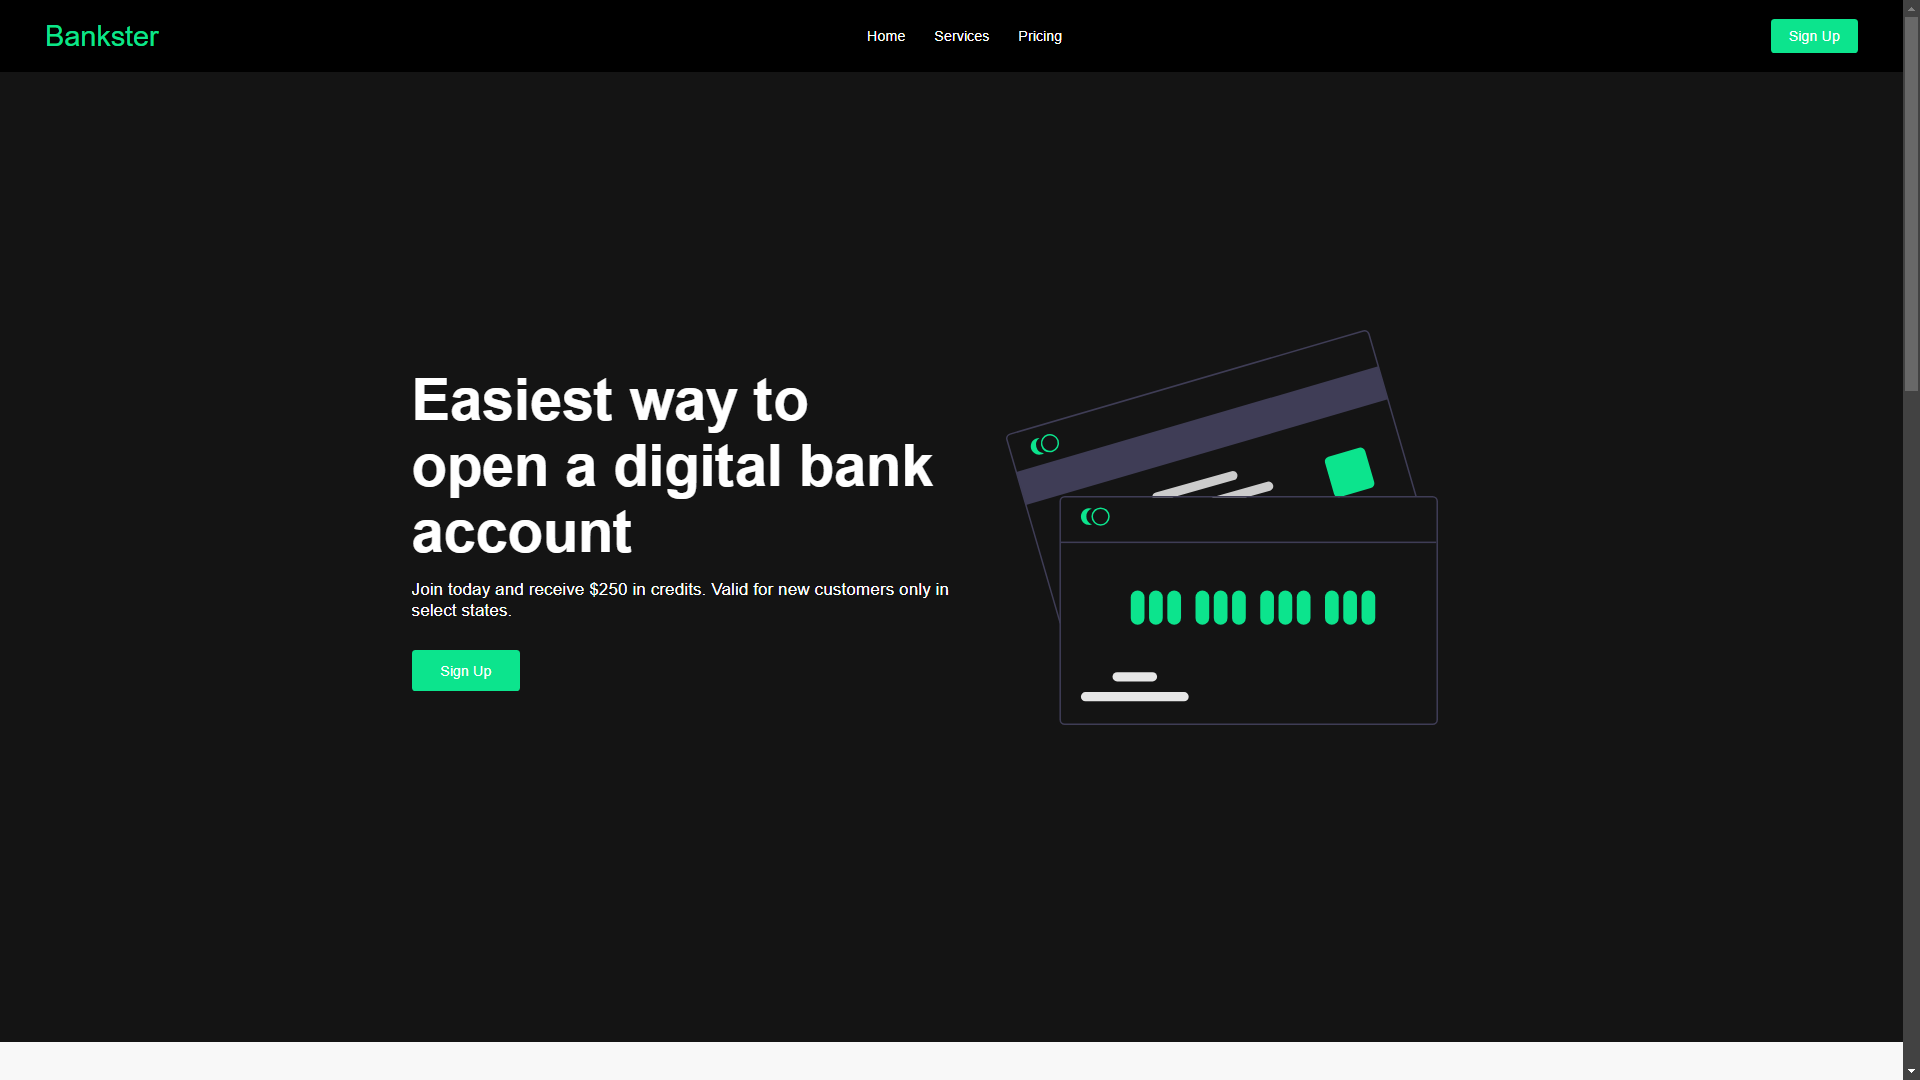 Bankster
Home Services Pricing
Sign Up
Easiest way to
open a digital bank
account
Join today and receive $250 in credits. Valid for new customers only in
select states.
Sign Up